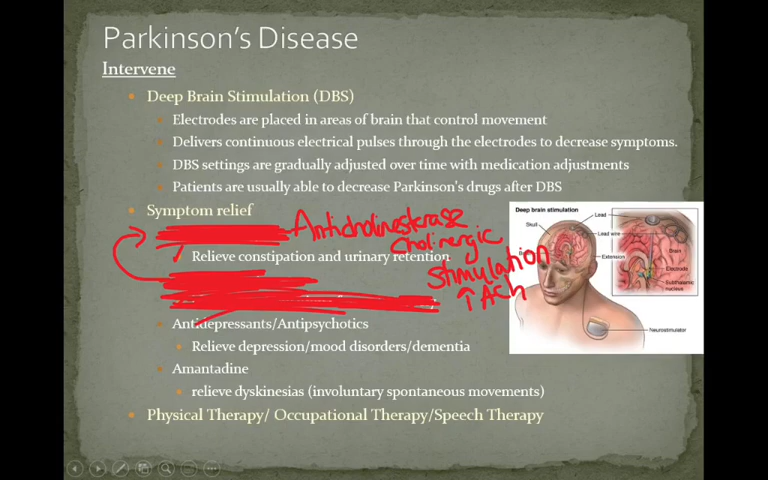 Parkinson's Disease
Intervene
Deep Brain Stimulation (DBS)
Electrodes are placed in areas of brain that control movement
Delivers continuous electrical pulses through the electrodes to decrease symptoms.
DBS settings are gradually adjusted over time with medication adjustments
Patients are usually able to decrease Parkinson's drugs after DBS
Symptom relief
Anticholinesterase
Cholinergic
Relieve constipation and urinary retention
Stimulation
↑ ACh
Antidepressants/Antipsychotics
Relieve depression/mood disorders/dementia
Amantadine
relieve dyskinesias (involuntary spontaneous movements)
Physical Therapy/ Occupational Therapy/Speech Therapy
Deep brain stimulation
Skull
Lead
Lead wire
Extension
Neurostimulator
Brain
Electrode
Subthalamic
nucleus